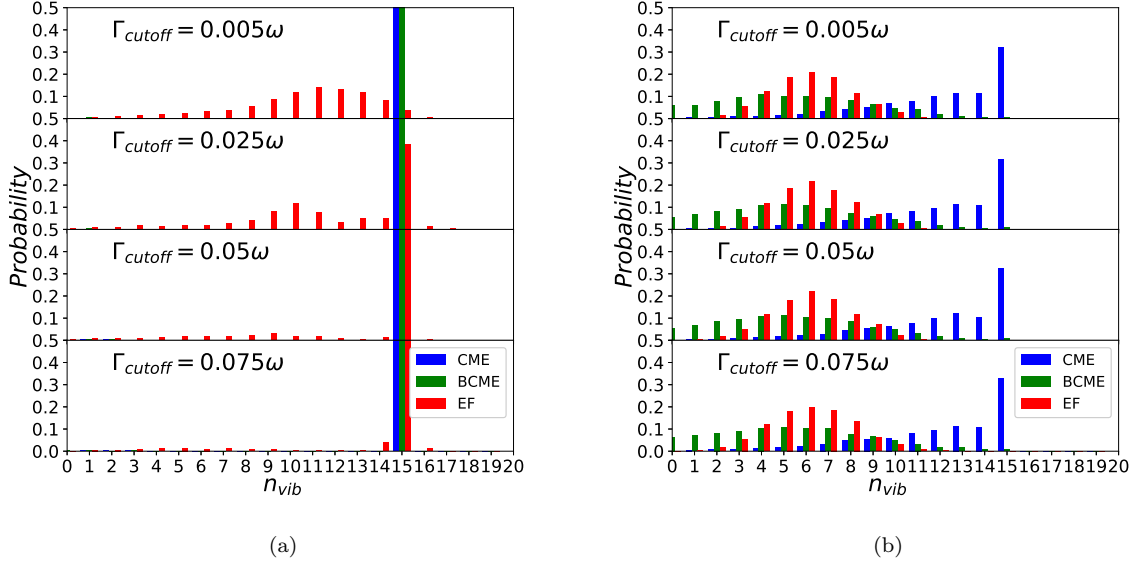 0.5
Γcutoff = 0.005ω
0.4
0.3
0.2
0.1
0.5
Γcutoff = 0.025ω
0.4
0.3
0.2
0.1
0.5
Γcutoff = 0.05ω
0.4
0.3
0.2
0.1
0.5
Γcutoff = 0.075ω
0.4
0.3
0.2
0.1
0.0
Probability
CME
BCME
EF
0 1 2 3 4 5 6 7 8 9 10 11 12 13 14 15 16 17 18 19 20
nvib
(a)
0.5
Γcutoff = 0.005ω
0.4
0.3
0.2
0.1
0.5
Γcutoff = 0.025ω
0.4
0.3
0.2
0.1
0.5
Γcutoff = 0.05ω
0.4
0.3
0.2
0.1
0.5
Γcutoff = 0.075ω
0.4
0.3
0.2
0.1
0.0
Probability
CME
BCME
EF
0 1 2 3 4 5 6 7 8 9 10 11 12 13 14 15 16 17 18 19 20
nvib
(b)